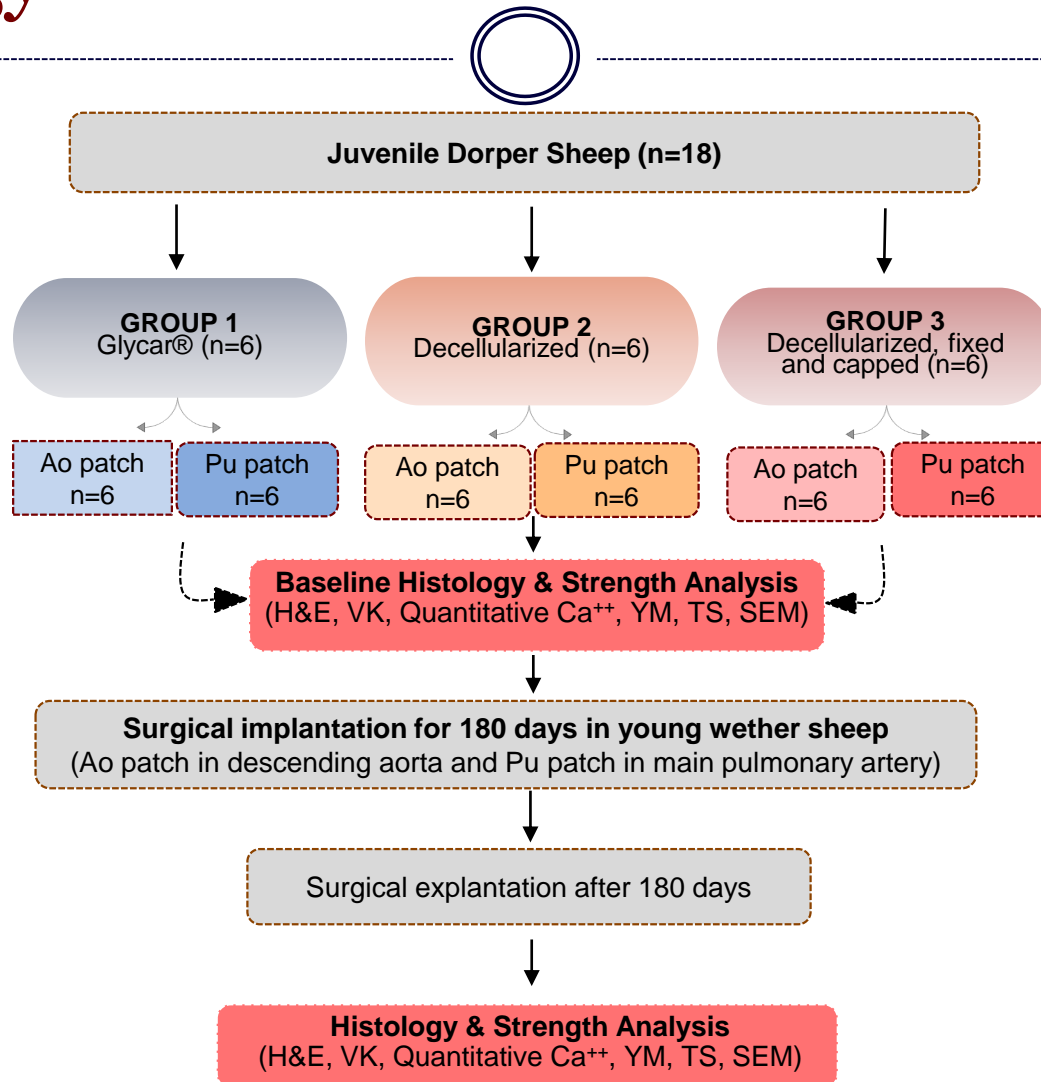 Juvenile Dorper Sheep (n=18)
GROUP 1
Glycar® (n=6)
GROUP 2
Decellularized (n=6)
GROUP 3
Decellularized, fixed
and capped (n=6)
Ao patch
n=6
Pu patch
n=6
Ao patch
n=6
Pu patch
n=6
Ao patch
n=6
Pu patch
n=6
Baseline Histology & Strength Analysis
(H&E, VK, Quantitative Ca⁺⁺, YM, TS, SEM)
Surgical implantation for 180 days in young wether sheep
(Ao patch in descending aorta and Pu patch in main pulmonary artery)
Surgical explantation after 180 days
Histology & Strength Analysis
(H&E, VK, Quantitative Ca⁺⁺, YM, TS, SEM)